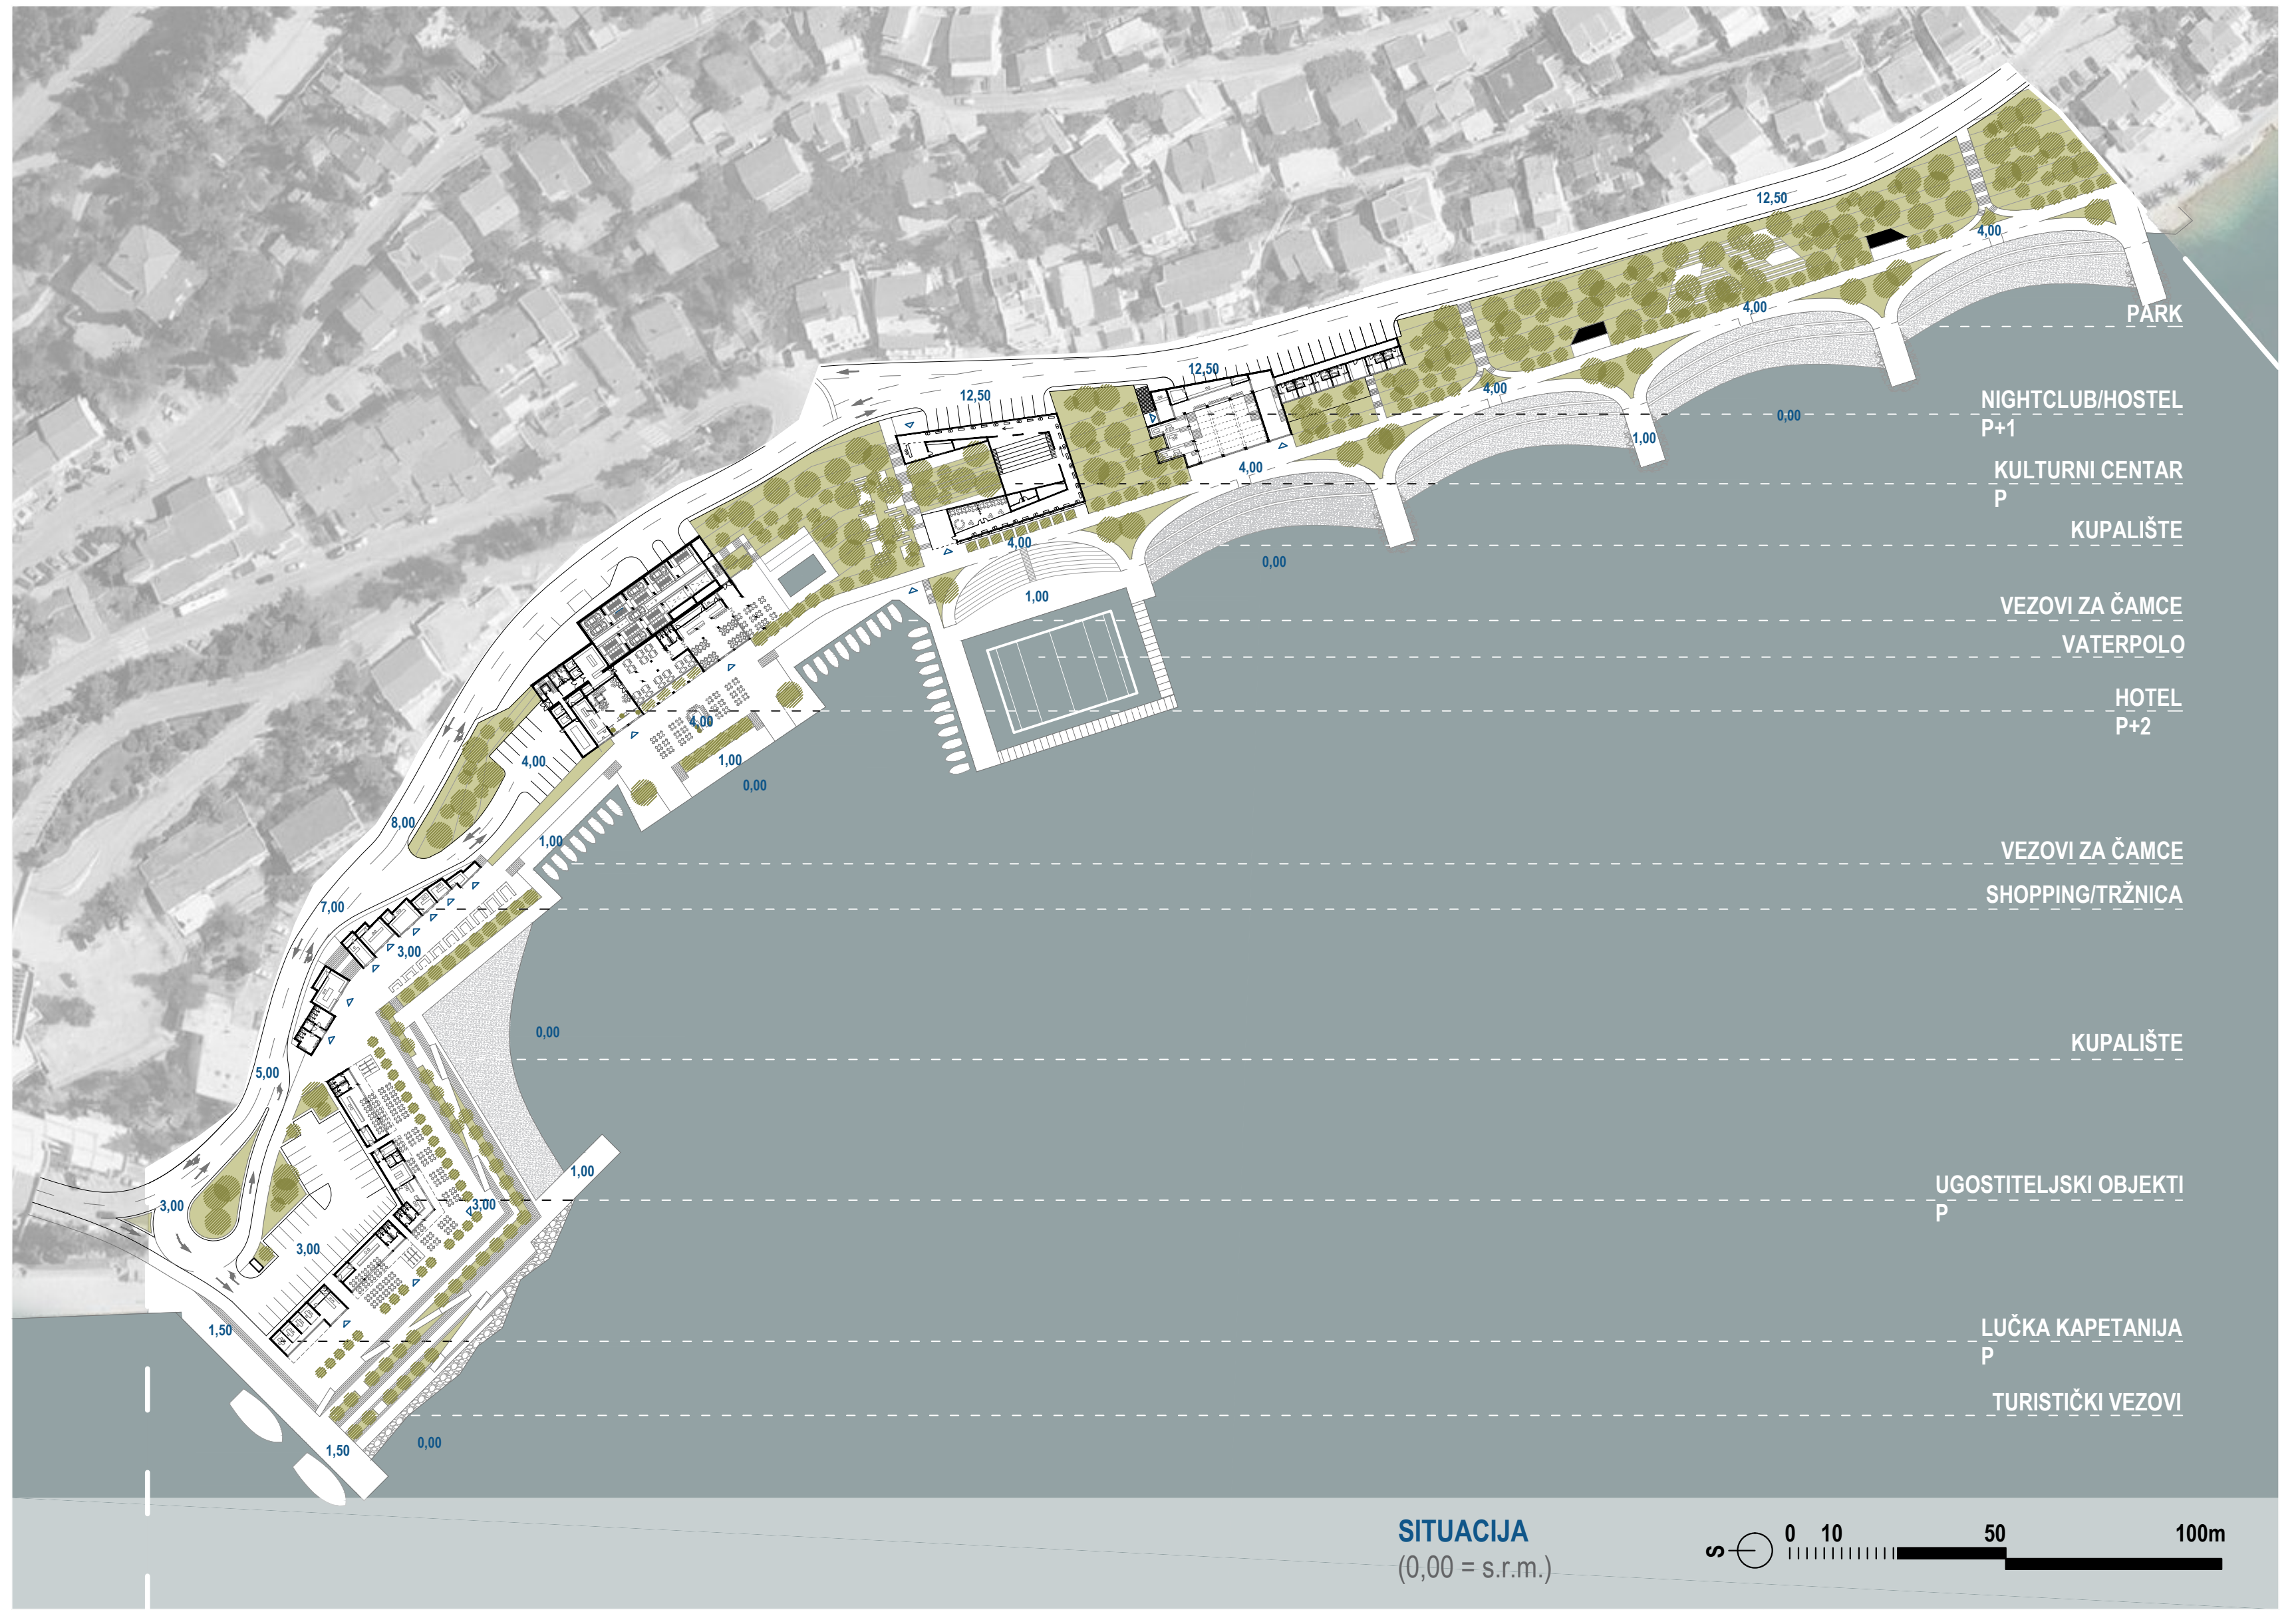 12,50
4,00
PARK
4,00
12,50
NIGHTCLUB/HOSTEL
P+1
4,00
12,50
0,00
1,00
KULTURNI CENTAR
P
4,00
KUPALIŠTE
4,00
0,00
VEZOVI ZA ČAMCE
1,00
VATERPOLO
HOTEL
P+2
4,00
4,00
1,00
0,00
8,00
1,00
VEZOVI ZA ČAMCE
SHOPPING/TRŽNICA
7,00
3,00
0,00
KUPALIŠTE
5,00
1,00
UGOSTITELJSKI OBJEKTI
P
3,00
3,00
3,00
LUČKA KAPETANIJA
P
1,50
TURISTIČKI VEZOVI
1,50
0,00
SITUACIJA
(0,00 = s.r.m.)
S
0 10 50 100m